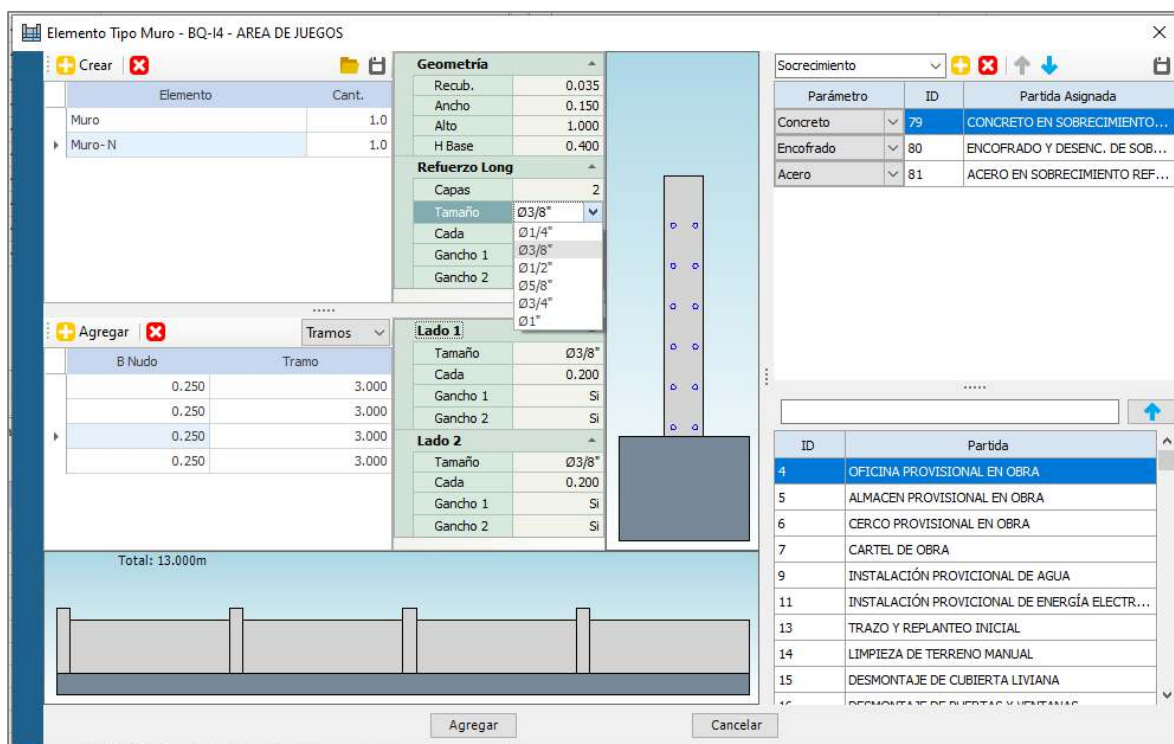 Elemento Tipo Muro - BQ-I4 - AREA DE JUEGOS
Crear
Elemento Cant.
Muro 1.0
Muro- N 1.0
Geometría
Recub. 0.035
Ancho 0.150
Alto 1.000
H Base 0.400
Refuerzo Long
Capas 2
Tamaño Ø3/8"
Cada
Gancho 1
Gancho 2
Ø1/4"
Ø3/8"
Ø1/2"
Ø5/8"
Ø3/4"
Ø1"
Agregar Tramos
B Nudo Tramo
0.250 3.000
0.250 3.000
0.250 3.000
0.250 3.000
Lado 1
Tamaño Ø3/8"
Cada 0.200
Gancho 1 Si
Gancho 2 Si
Lado 2
Tamaño Ø3/8"
Cada 0.200
Gancho 1 Si
Gancho 2 Si
Total: 13.000m
Socrecimiento
Parámetro ID Partida Asignada
Concreto 79 CONCRETO EN SOBRECIMIENTO...
Encofrado 80 ENCOFRADO Y DESENC. DE SOB...
Acero 81 ACERO EN SOBRECIMIENTO REF...
ID Partida
4 OFICINA PROVISIONAL EN OBRA
5 ALMACEN PROVISIONAL EN OBRA
6 CERCO PROVISIONAL EN OBRA
7 CARTEL DE OBRA
9 INSTALACIÓN PROVICIONAL DE AGUA
11 INSTALACIÓN PROVICIONAL DE ENERGÍA ELECTR...
13 TRAZO Y REPLANTEO INICIAL
14 LIMPIEZA DE TERRENO MANUAL
15 DESMONTAJE DE CUBIERTA LIVIANA
16 DESMONTAJE DE PUERTAS Y VENTANAS
Agregar Cancelar